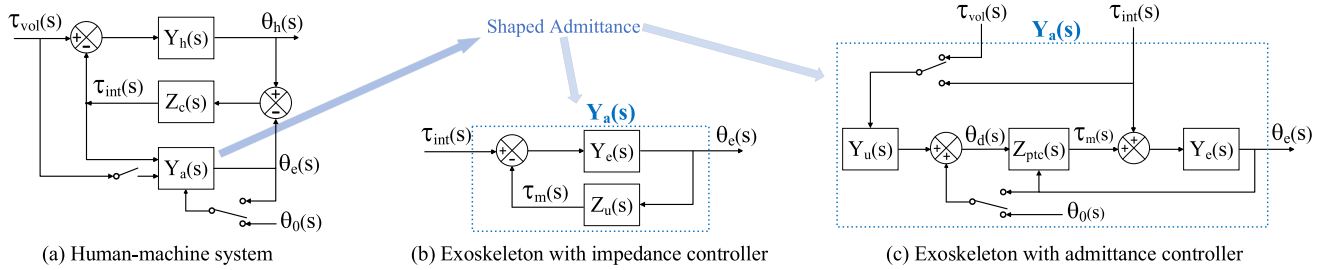 τvol(s)
+
-
Yh(s)
θh(s)
τint(s)
Zc(s)
+
-
Ya(s)
θe(s)
θ0(s)
(a) Human-machine system
Shaped Admittance
Ya(s)
τint(s)
+
-
Ye(s)
θe(s)
τm(s)
Zu(s)
(b) Exoskeleton with impedance controller
τvol(s)
τint(s)
Ya(s)
Yu(s)
+
+
θd(s)
Zptc(s)
τm(s)
+
+
Ye(s)
θe(s)
θ0(s)
(c) Exoskeleton with admittance controller